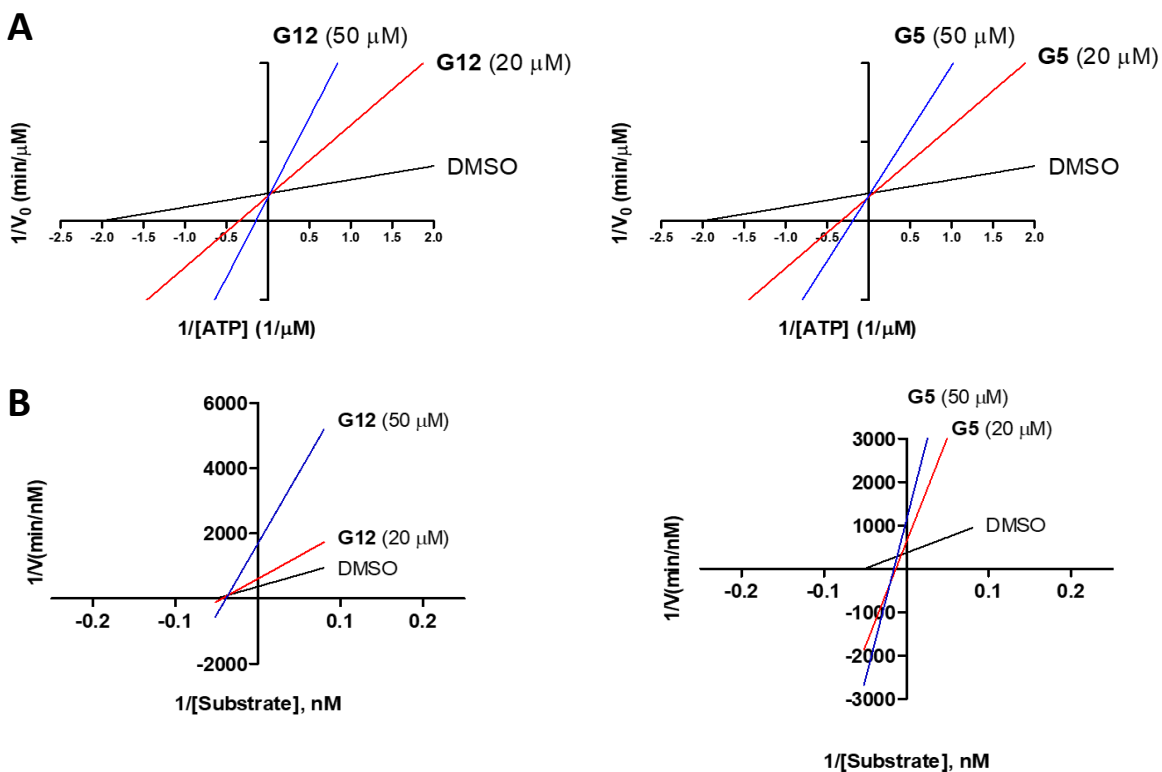 A
G12 (50 μM)
G12 (20 μM)
DMSO
1/V0 (min/μM)
-2.5 -2.0 -1.5 -1.0 -0.5 0.5 1.0 1.5 2.0
1/[ATP] (1/μM)
G5 (50 μM)
G5 (20 μM)
DMSO
1/V0 (min/μM)
-2.5 -2.0 -1.5 -1.0 -0.5 0.5 1.0 1.5 2.0
1/[ATP] (1/μM)
B
6000
4000
2000
-2000
G12 (50 μM)
G12 (20 μM)
DMSO
1/V(min/nM)
-0.2 -0.1 0.1 0.2
1/[Substrate], nM
G5 (50 μM)
G5 (20 μM)
DMSO
3000
2000
1000
-1000
-2000
-3000
1/V(min/nM)
-0.2 -0.1 0.1 0.2
1/[Substrate], nM